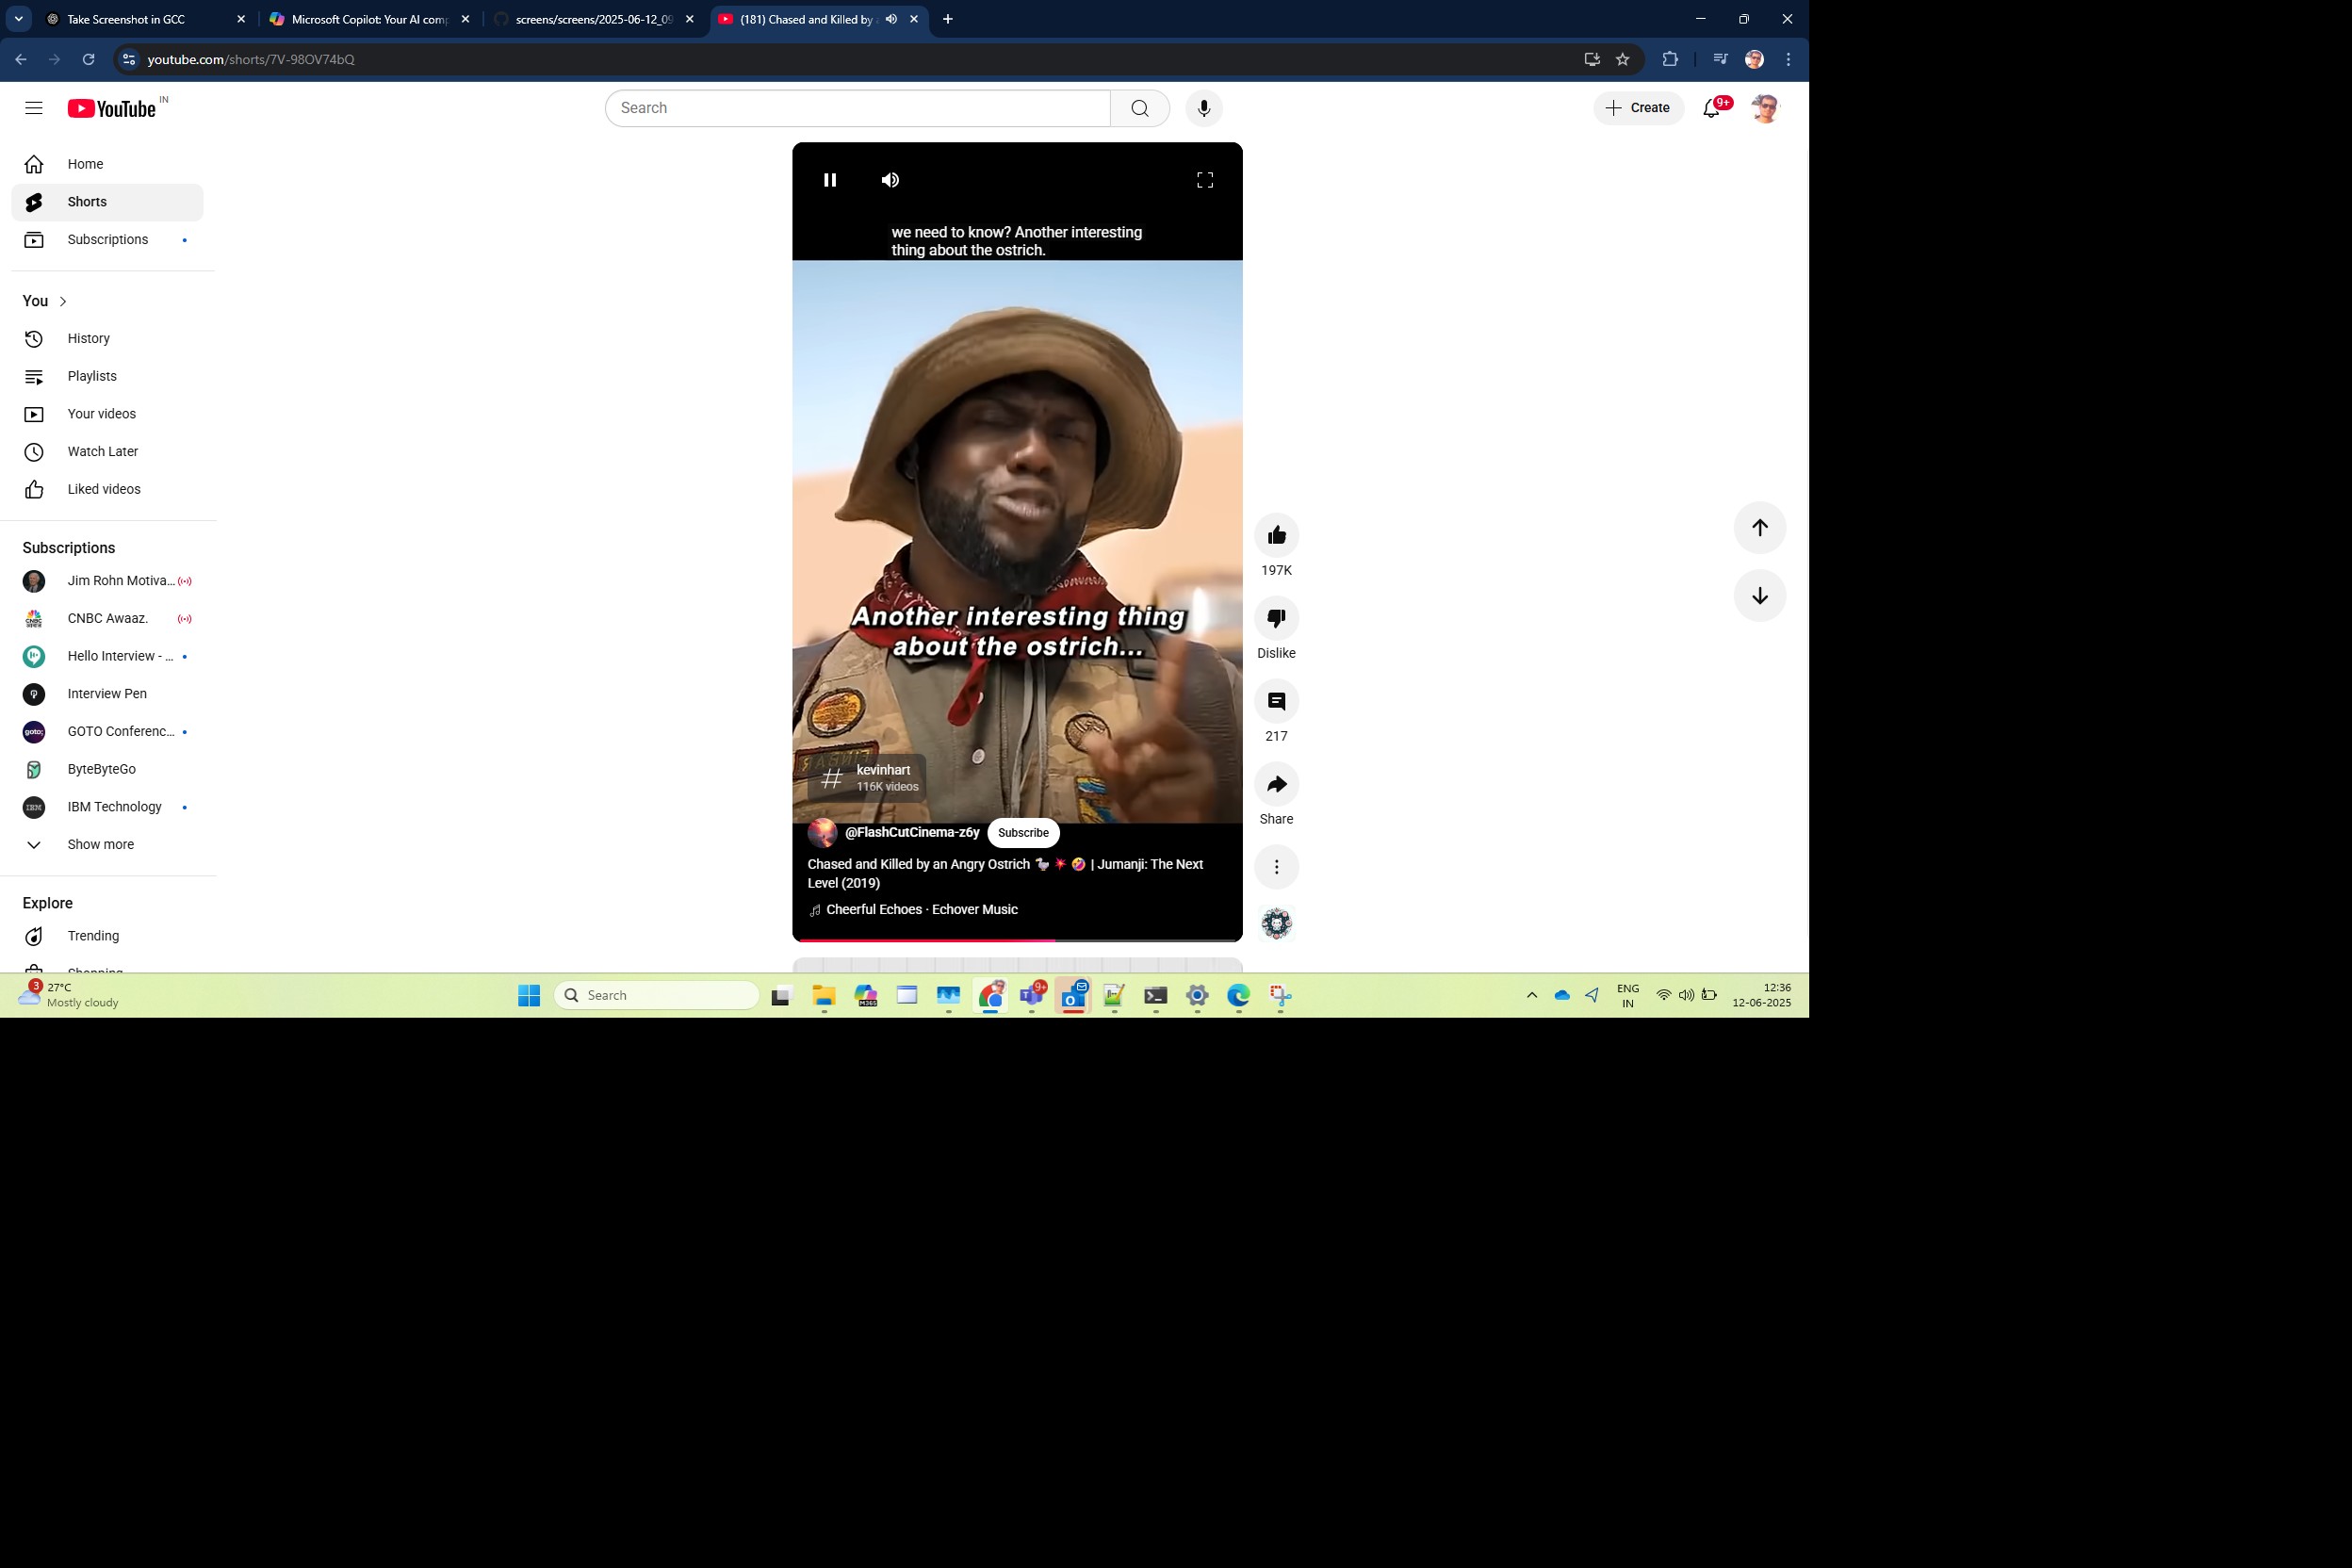 Take Screenshot in GCC
Microsoft Copilot: Your AI comp
screens/screens/2025-06-12_09
(181) Chased and Killed by
youtube.com/shorts/7V-98OV74bQ
YouTube IN
Search
Create
9+
Home
Shorts
Subscriptions
You
History
Playlists
Your videos
Watch Later
Liked videos
Subscriptions
Jim Rohn Motiva...
CNBC Awaaz.
Hello Interview - ...
Interview Pen
GOTO Conferenc...
ByteByteGo
IBM Technology
Show more
Explore
Trending
Shopping
we need to know? Another interesting
thing about the ostrich.
Another interesting thing
about the ostrich...
# kevinhart
116K videos
@FlashCutCinema-z6y Subscribe
Chased and Killed by an Angry Ostrich 🦤 💥 🤣 | Jumanji: The Next
Level (2019)
Cheerful Echoes · Echover Music
197K
Dislike
217
Share
3
27°C
Mostly cloudy
Search
M365
9+
ENG
IN
12:36
12-06-2025